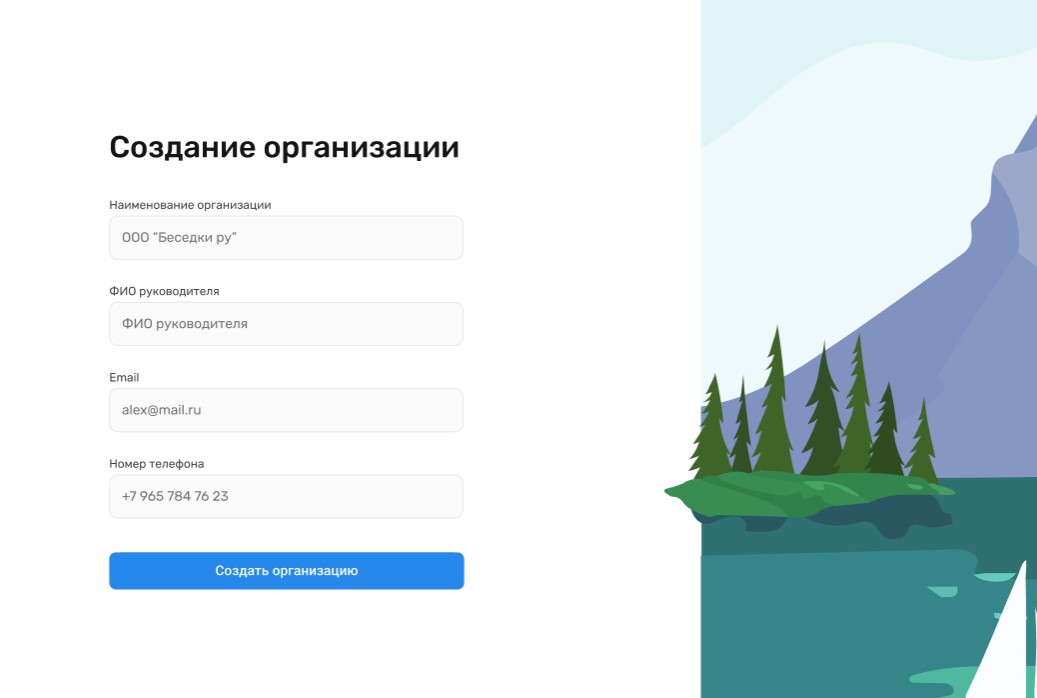 Создание организации
Наименование организации
ООО "Беседки ру"
ФИО руководителя
ФИО руководителя
Email
alex@mail.ru
Номер телефона
+7 965 784 76 23
Создать организацию